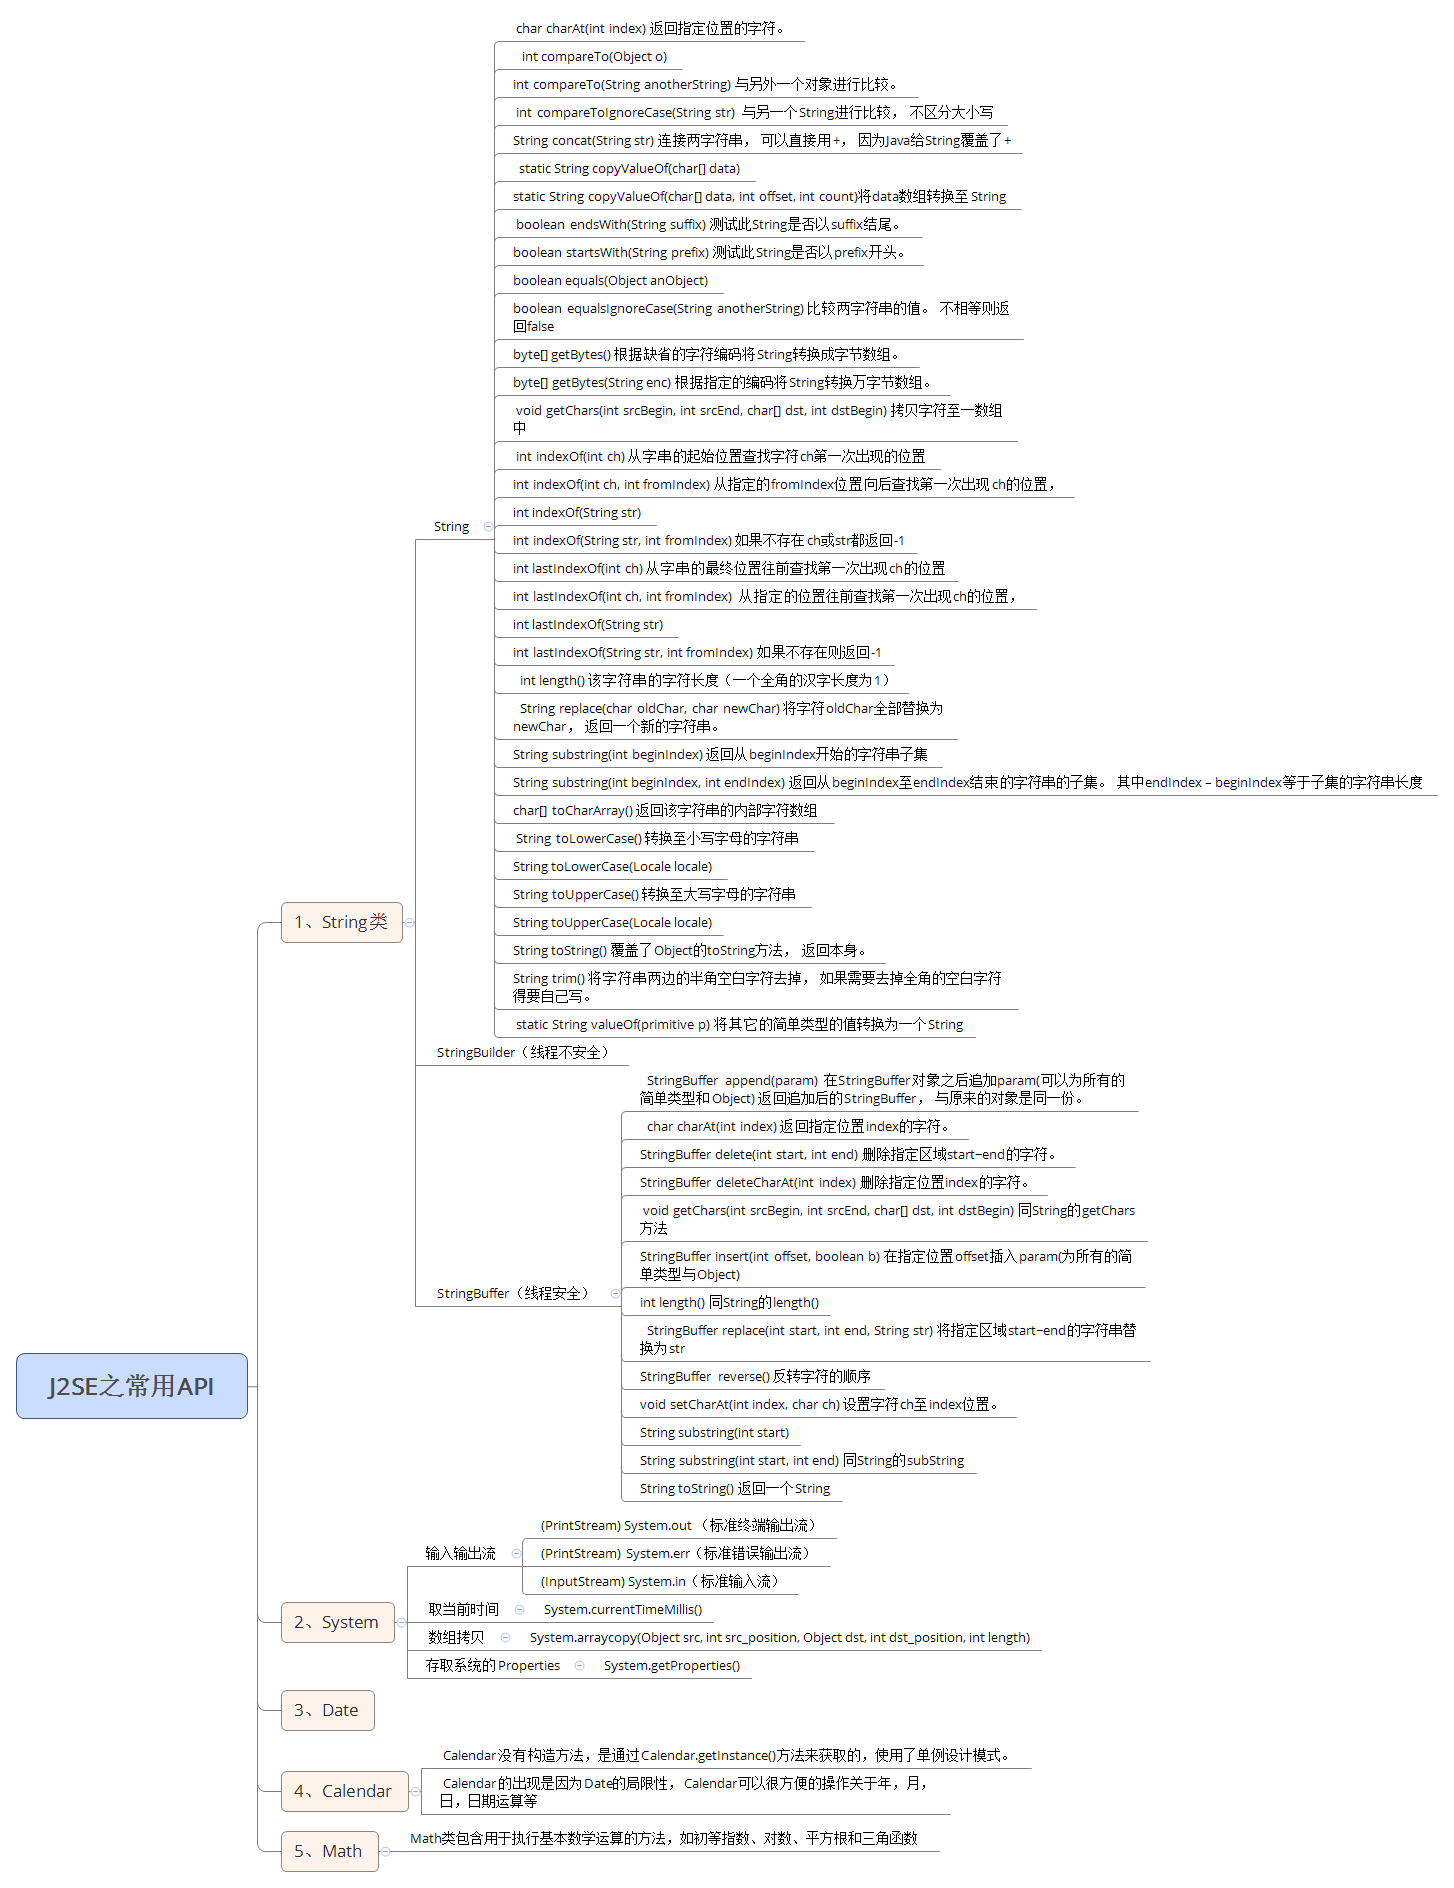 char charAt(int index) 返回指定位置的字符。
int compareTo(Object o)
int compareTo(String anotherString) 与另外一个对象进行比较。
int compareToIgnoreCase(String str) 与另一个String进行比较， 不区分大小写
String concat(String str) 连接两字符串， 可以直接用+， 因为Java给String覆盖了+
static String copyValueOf(char[] data)
static String copyValueOf(char[] data, int offset, int count)将data数组转换至String
boolean endsWith(String suffix) 测试此String是否以suffix结尾。
boolean startsWith(String prefix) 测试此String是否以prefix开头。
boolean equals(Object anObject)
boolean equalsIgnoreCase(String anotherString) 比较两字符串的值。 不相等则返
回false
byte[] getBytes() 根据缺省的字符编码将String转换成字节数组。
byte[] getBytes(String enc) 根据指定的编码将String转换万字节数组。
void getChars(int srcBegin, int srcEnd, char[] dst, int dstBegin) 拷贝字符至一数组
中
int indexOf(int ch) 从字串的起始位置查找字符ch第一次出现的位置
int indexOf(int ch, int fromIndex) 从指定的fromIndex位置向后查找第一次出现ch的位置，
int indexOf(String str)
int indexOf(String str, int fromIndex) 如果不存在ch或str都返回-1
int lastIndexOf(int ch) 从字串的最终位置往前查找第一次出现ch的位置
int lastIndexOf(int ch, int fromIndex) 从指定的位置往前查找第一次出现ch的位置，
int lastIndexOf(String str)
int lastIndexOf(String str, int fromIndex) 如果不存在则返回-1
int length() 该字符串的字符长度（一个全角的汉字长度为1）
String replace(char oldChar, char newChar) 将字符oldChar全部替换为
newChar， 返回一个新的字符串。
String substring(int beginIndex) 返回从beginIndex开始的字符串子集
String substring(int beginIndex, int endIndex) 返回从beginIndex至endIndex结束的字符串的子集。 其中endIndex – beginIndex等于子集的字符串长度
char[] toCharArray() 返回该字符串的内部字符数组
String toLowerCase() 转换至小写字母的字符串
String toLowerCase(Locale locale)
String toUpperCase() 转换至大写字母的字符串
String toUpperCase(Locale locale)
String toString() 覆盖了Object的toString方法， 返回本身。
String trim() 将字符串两边的半角空白字符去掉， 如果需要去掉全角的空白字符
得要自己写。
static String valueOf(primitive p) 将其它的简单类型的值转换为一个String
String
1、String类
StringBuilder（线程不安全）
StringBuffer append(param) 在StringBuffer对象之后追加param(可以为所有的
简单类型和Object) 返回追加后的StringBuffer， 与原来的对象是同一份。
char charAt(int index) 返回指定位置index的字符。
StringBuffer delete(int start, int end) 删除指定区域start~end的字符。
StringBuffer deleteCharAt(int index) 删除指定位置index的字符。
void getChars(int srcBegin, int srcEnd, char[] dst, int dstBegin) 同String的getChars
方法
StringBuffer insert(int offset, boolean b) 在指定位置offset插入param(为所有的简
单类型与Object)
StringBuffer（线程安全）
int length() 同String的length()
StringBuffer replace(int start, int end, String str) 将指定区域start~end的字符串替
换为str
StringBuffer reverse() 反转字符的顺序
void setCharAt(int index, char ch) 设置字符ch至index位置。
String substring(int start)
String substring(int start, int end) 同String的subString
String toString() 返回一个String
J2SE之常用API
2、System
输入输出流
(PrintStream) System.out （标准终端输出流）
(PrintStream) System.err（标准错误输出流）
(InputStream) System.in（标准输入流）
取当前时间
System.currentTimeMillis()
数组拷贝
System.arraycopy(Object src, int src_position, Object dst, int dst_position, int length)
存取系统的Properties
System.getProperties()
3、Date
4、Calendar
Calendar没有构造方法，是通过Calendar.getInstance()方法来获取的，使用了单例设计模式。
Calendar的出现是因为Date的局限性， Calendar可以很方便的操作关于年，月，
日，日期运算等
5、Math
Math类包含用于执行基本数学运算的方法，如初等指数、对数、平方根和三角函数